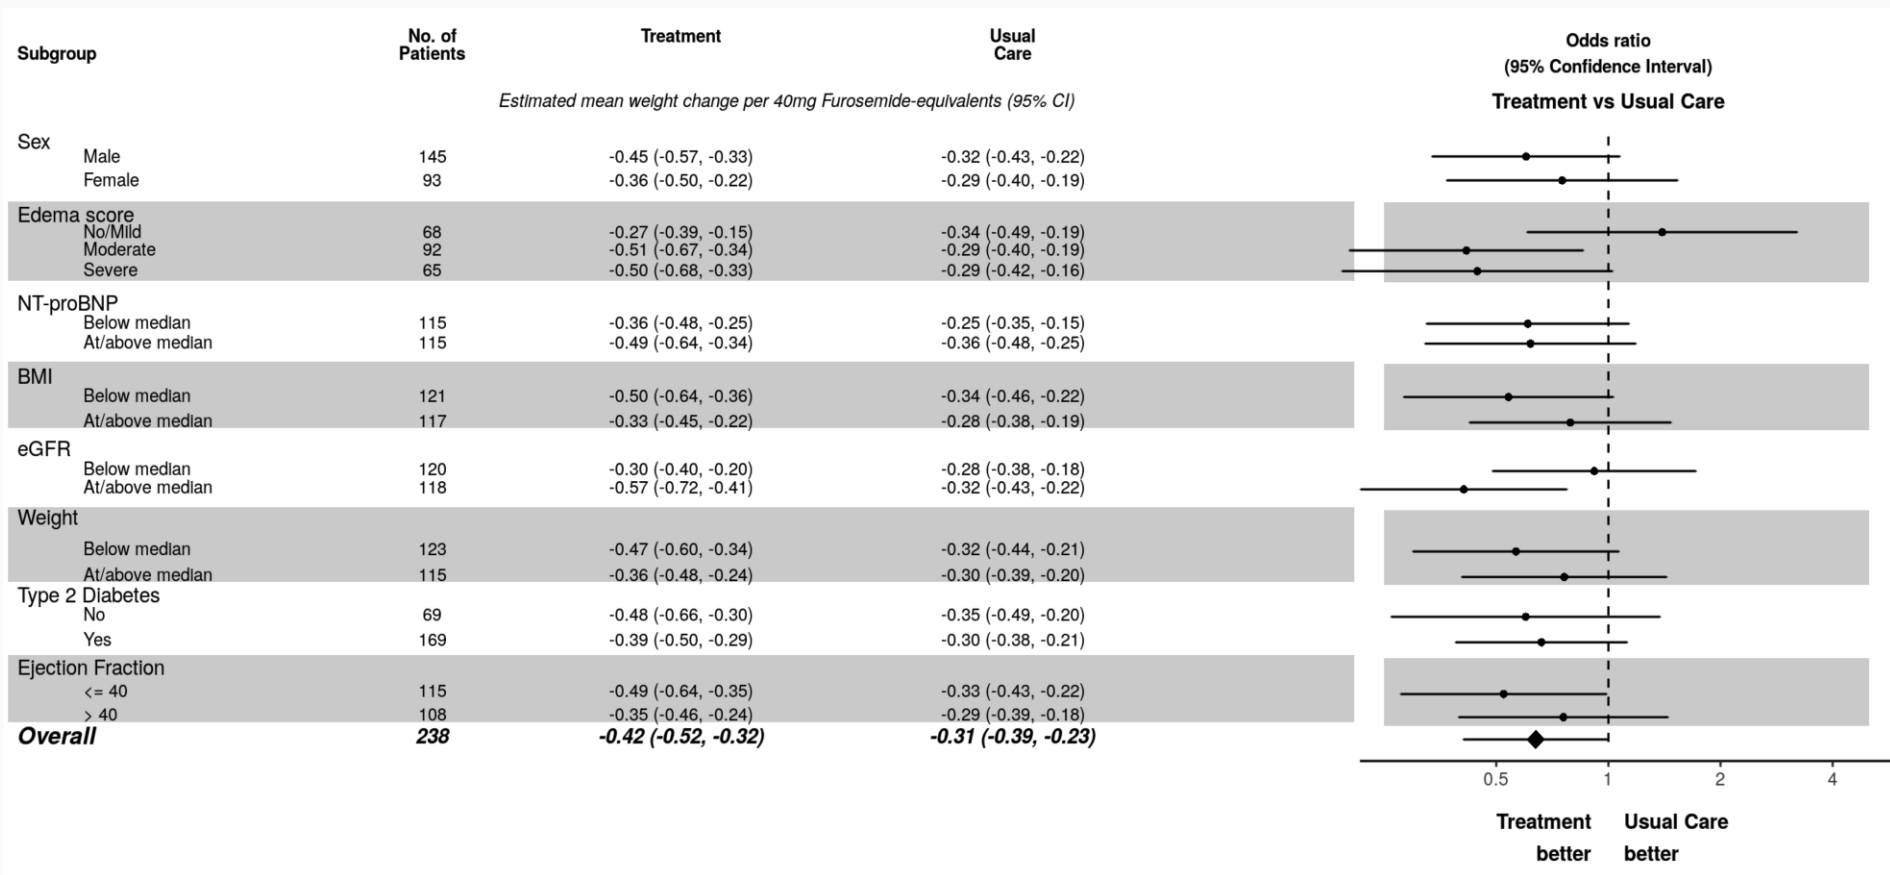 Subgroup No. of Patients Treatment Usual Care Odds ratio (95% Confidence Interval)
Estimated mean weight change per 40mg Furosemide-equivalents (95% CI) Treatment vs Usual Care
Sex
Male 145 -0.45 (-0.57, -0.33) -0.32 (-0.43, -0.22)
Female 93 -0.36 (-0.50, -0.22) -0.29 (-0.40, -0.19)
Edema score
No/Mild 68 -0.27 (-0.39, -0.15) -0.34 (-0.49, -0.19)
Moderate 92 -0.51 (-0.67, -0.34) -0.29 (-0.40, -0.19)
Severe 65 -0.50 (-0.68, -0.33) -0.29 (-0.42, -0.16)
NT-proBNP
Below median 115 -0.36 (-0.48, -0.25) -0.25 (-0.35, -0.15)
At/above median 115 -0.49 (-0.64, -0.34) -0.36 (-0.48, -0.25)
BMI
Below median 121 -0.50 (-0.64, -0.36) -0.34 (-0.46, -0.22)
At/above median 117 -0.33 (-0.45, -0.22) -0.28 (-0.38, -0.19)
eGFR
Below median 120 -0.30 (-0.40, -0.20) -0.28 (-0.38, -0.18)
At/above median 118 -0.57 (-0.72, -0.41) -0.32 (-0.43, -0.22)
Weight
Below median 123 -0.47 (-0.60, -0.34) -0.32 (-0.44, -0.21)
At/above median 115 -0.36 (-0.48, -0.24) -0.30 (-0.39, -0.20)
Type 2 Diabetes
No 69 -0.48 (-0.66, -0.30) -0.35 (-0.49, -0.20)
Yes 169 -0.39 (-0.50, -0.29) -0.30 (-0.38, -0.21)
Ejection Fraction
<= 40 115 -0.49 (-0.64, -0.35) -0.33 (-0.43, -0.22)
> 40 108 -0.35 (-0.46, -0.24) -0.29 (-0.39, -0.18)
Overall 238 -0.42 (-0.52, -0.32) -0.31 (-0.39, -0.23)
0.5 1 2 4
Treatment Usual Care
better better